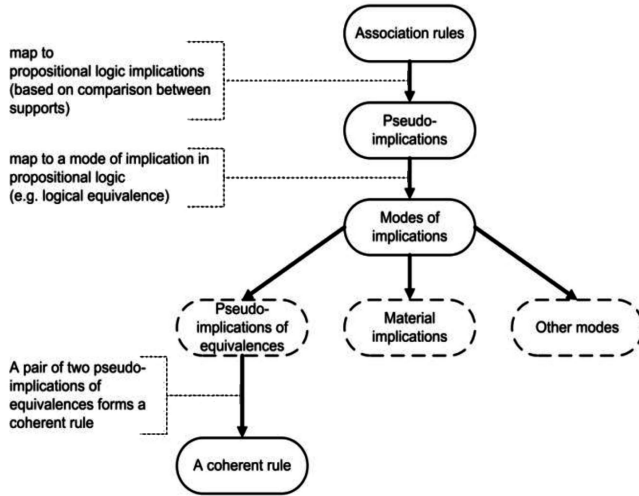 Association rules
map to
propositional logic implications
(based on comparison between
supports)
Pseudo-
implications
map to a mode of implication in
propositional logic
(e.g. logical equivalence)
Modes of
implications
Pseudo-
implications of
equivalences
Material
implications
Other modes
A pair of two pseudo-
implications of
equivalences forms a
coherent rule
A coherent rule